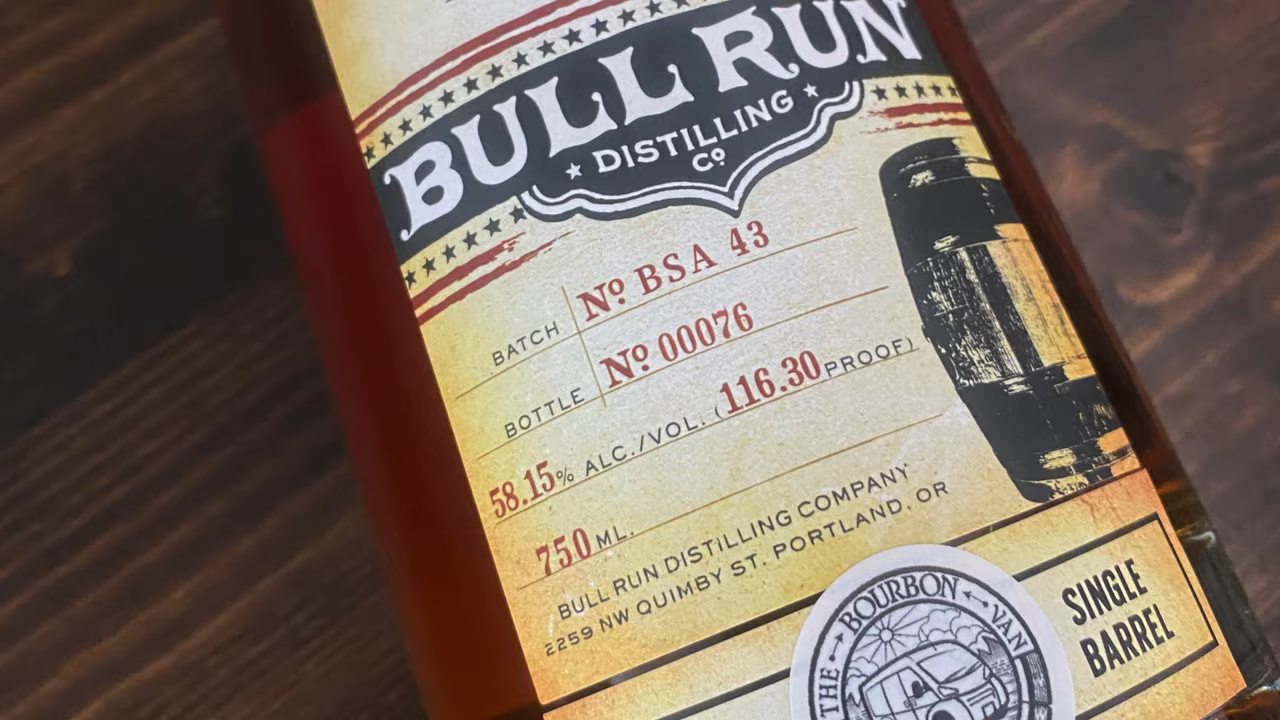 BULL RUN
DISTILLING
Cº
BATCH Nº BSA 43
BOTTLE Nº 00076
58.15% ALC./VOL. (116.30 PROOF)
750 ML.
BULL RUN DISTILLING COMPANY
2259 NW QUIMBY ST. PORTLAND, OR
THE BOURBON VAN
SINGLE
BARREL